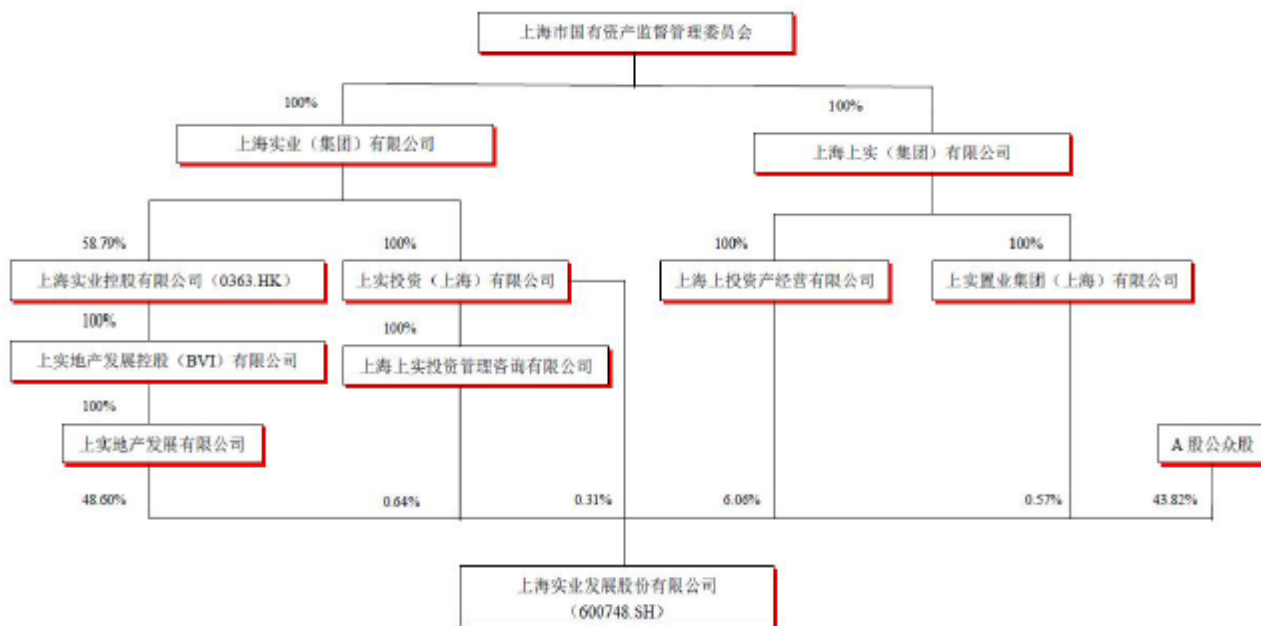 上海市国有资产监督管理委员会
100%
100%
上海实业（集团）有限公司
上海上实（集团）有限公司
58.79%
100%
100%
100%
上海实业控股有限公司（0363.HK）
上实投资（上海）有限公司
上海上投资产经营有限公司
上实置业集团（上海）有限公司
100%
100%
上实地产发展控股（BVI）有限公司
上海上实投资管理咨询有限公司
100%
上实地产发展有限公司
A 股公众股
48.60%
0.64%
0.31%
6.06%
0.57%
43.82%
上海实业发展股份有限公司
（600748.SH）